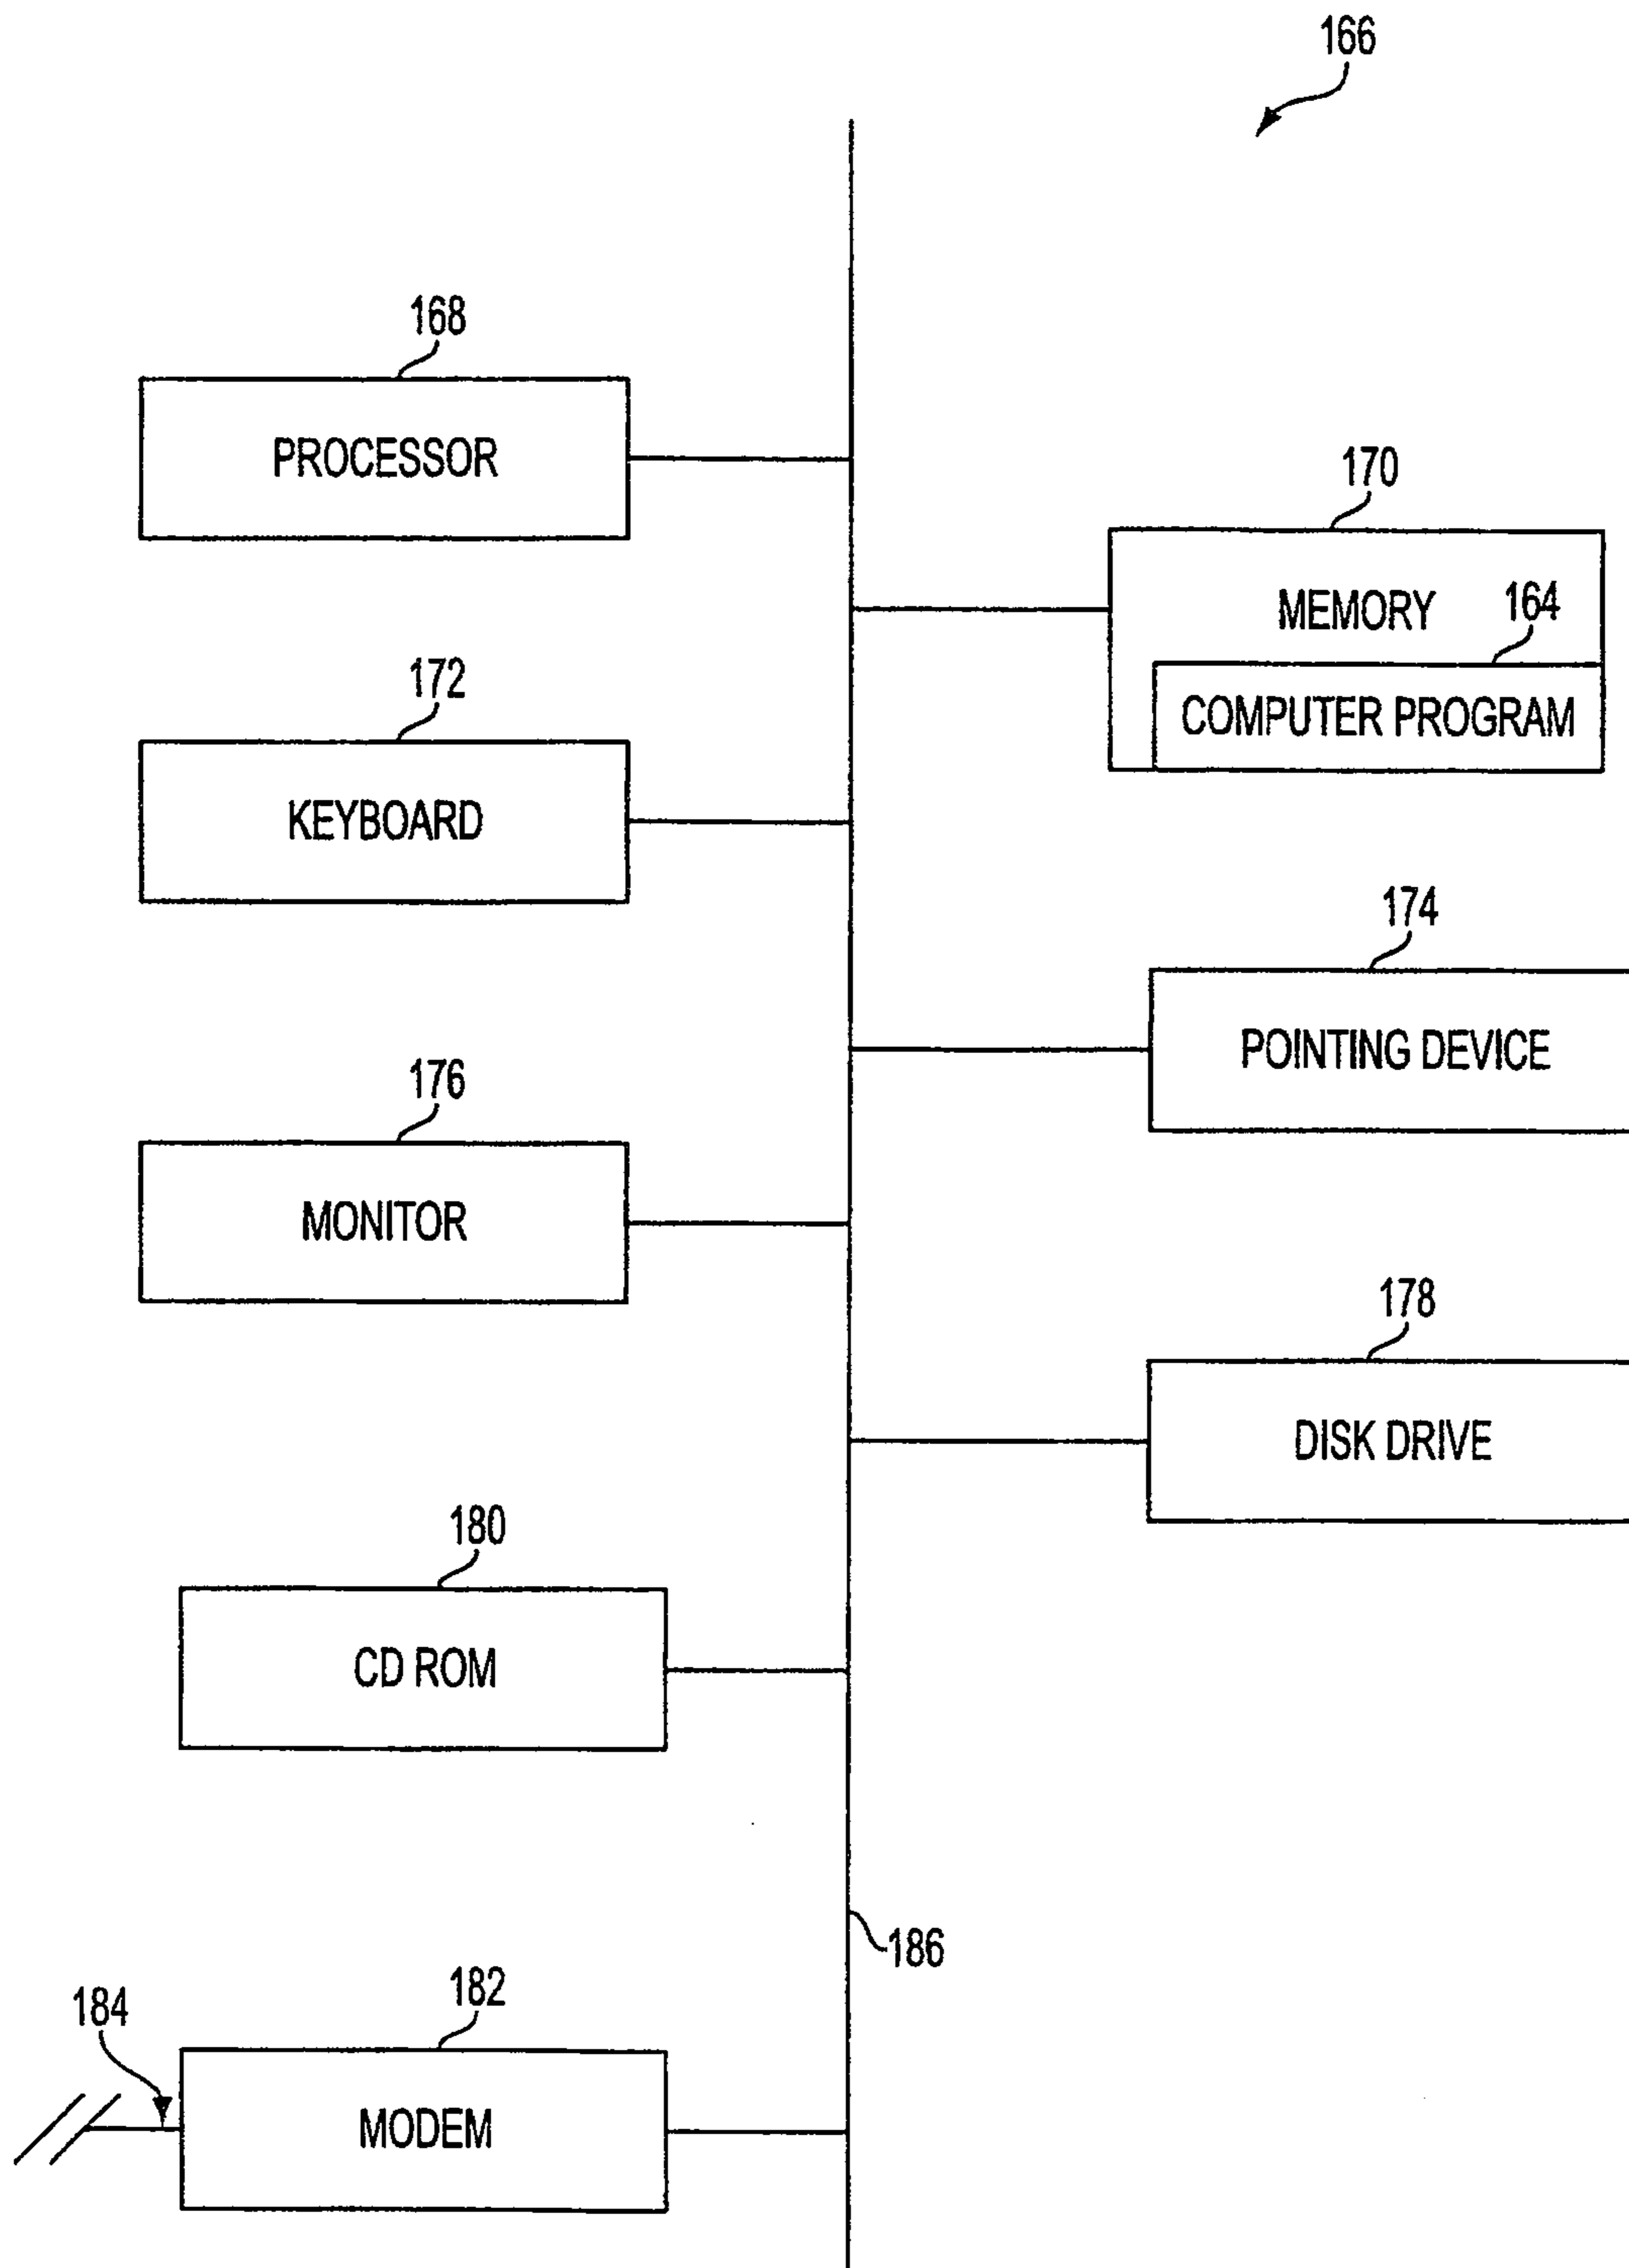 166
168
PROCESSOR
170
MEMORY
164
COMPUTER PROGRAM
172
KEYBOARD
174
POINTING DEVICE
176
MONITOR
178
DISK DRIVE
180
CD ROM
186
184
182
MODEM